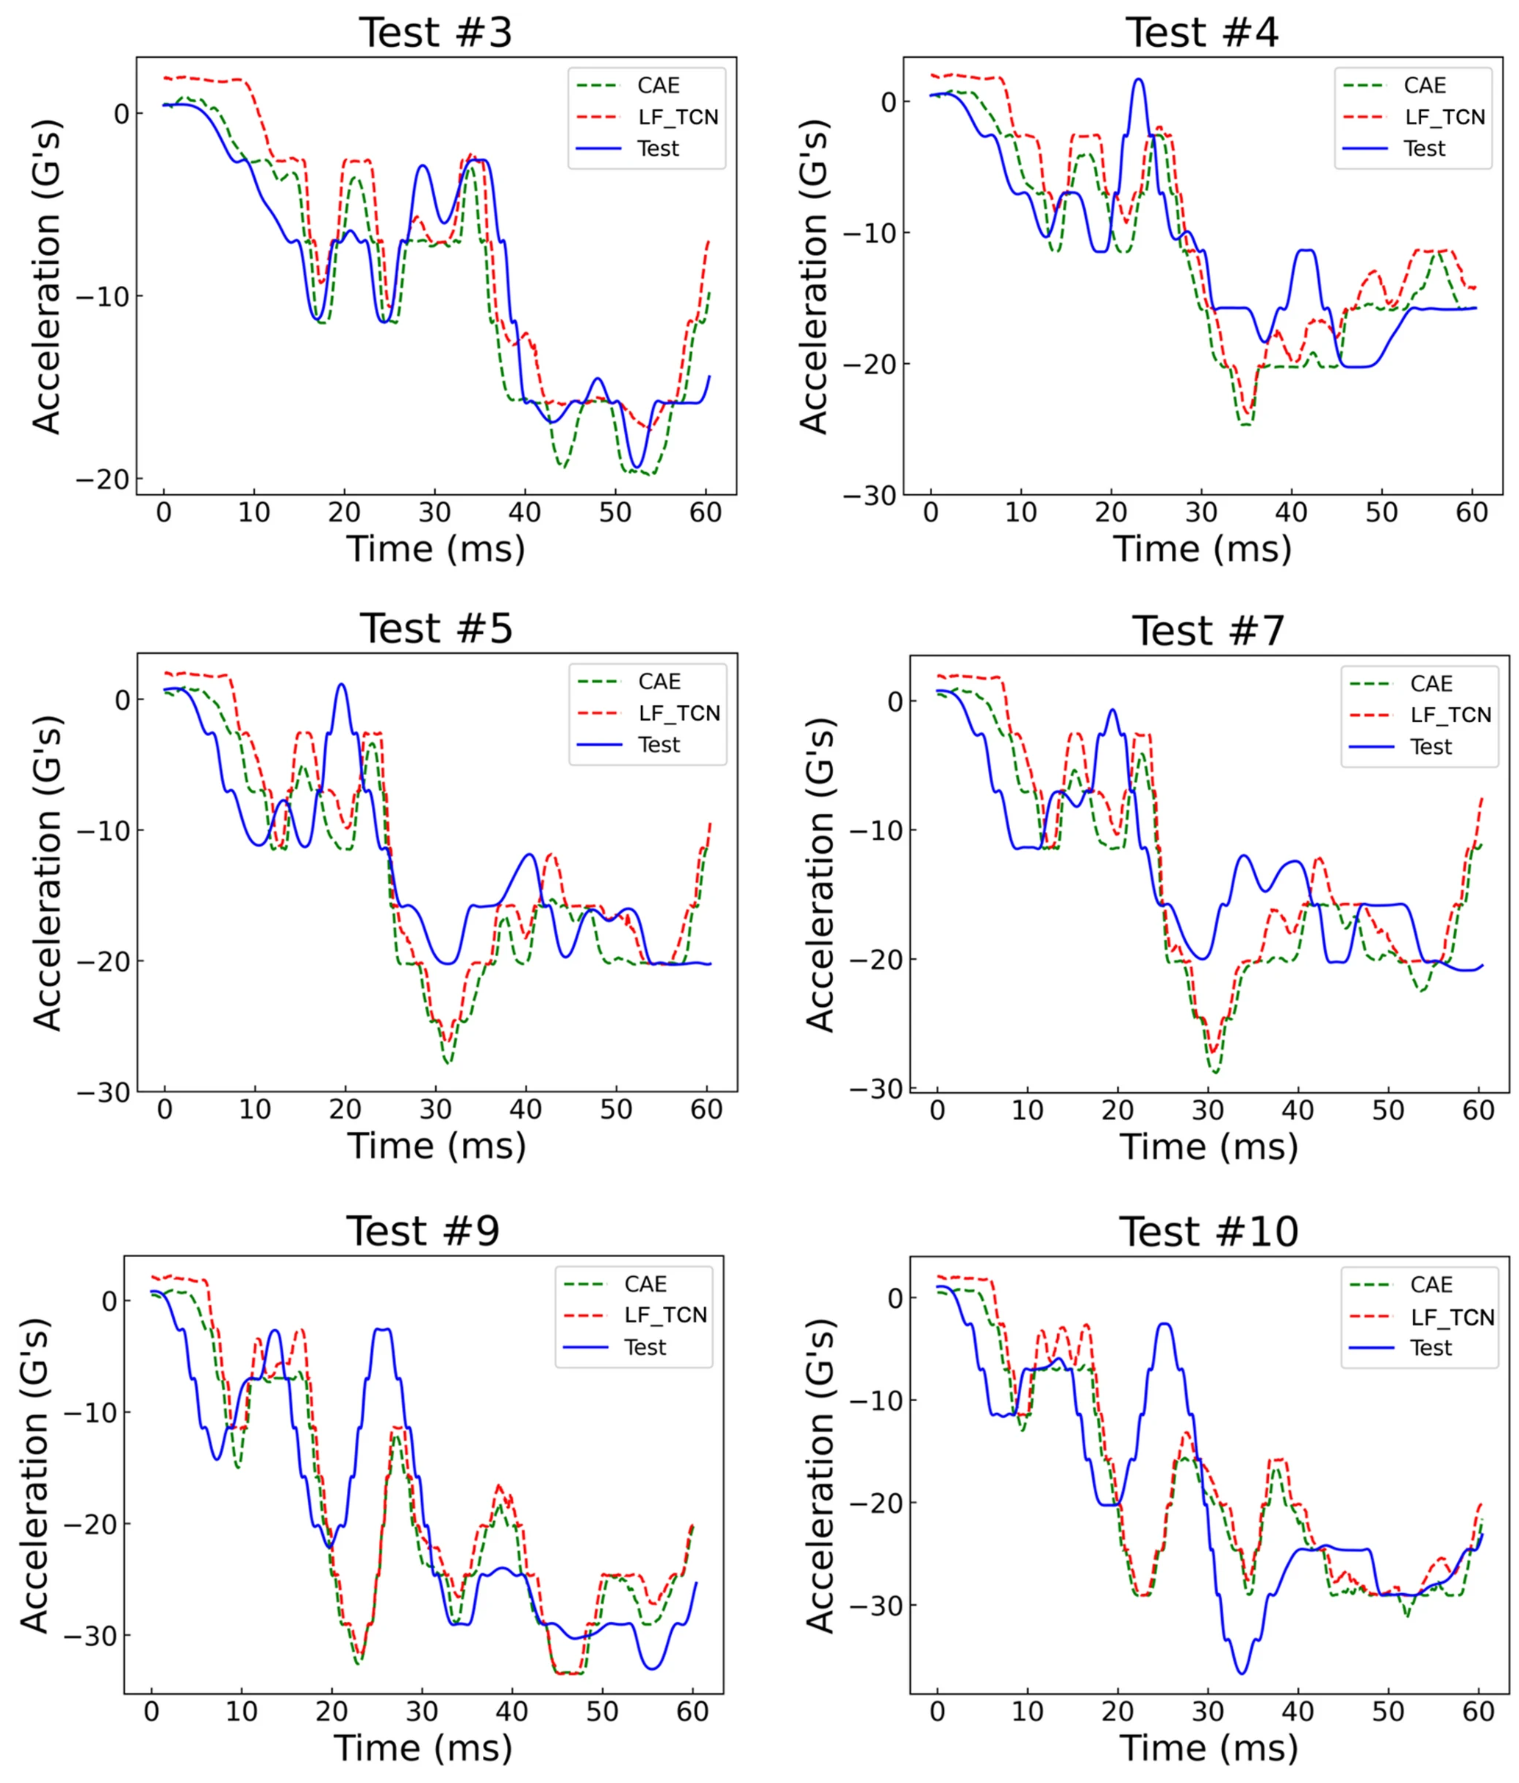 Test #3
Acceleration (G's)
0
−10
−20
CAE
LF_TCN
Test
0 10 20 30 40 50 60
Time (ms)
Test #4
Acceleration (G's)
0
−10
−20
−30
CAE
LF_TCN
Test
0 10 20 30 40 50 60
Time (ms)
Test #5
Acceleration (G's)
0
−10
−20
−30
CAE
LF_TCN
Test
0 10 20 30 40 50 60
Time (ms)
Test #7
Acceleration (G's)
0
−10
−20
−30
CAE
LF_TCN
Test
0 10 20 30 40 50 60
Time (ms)
Test #9
Acceleration (G's)
0
−10
−20
−30
CAE
LF_TCN
Test
0 10 20 30 40 50 60
Time (ms)
Test #10
Acceleration (G's)
0
−10
−20
−30
CAE
LF_TCN
Test
0 10 20 30 40 50 60
Time (ms)